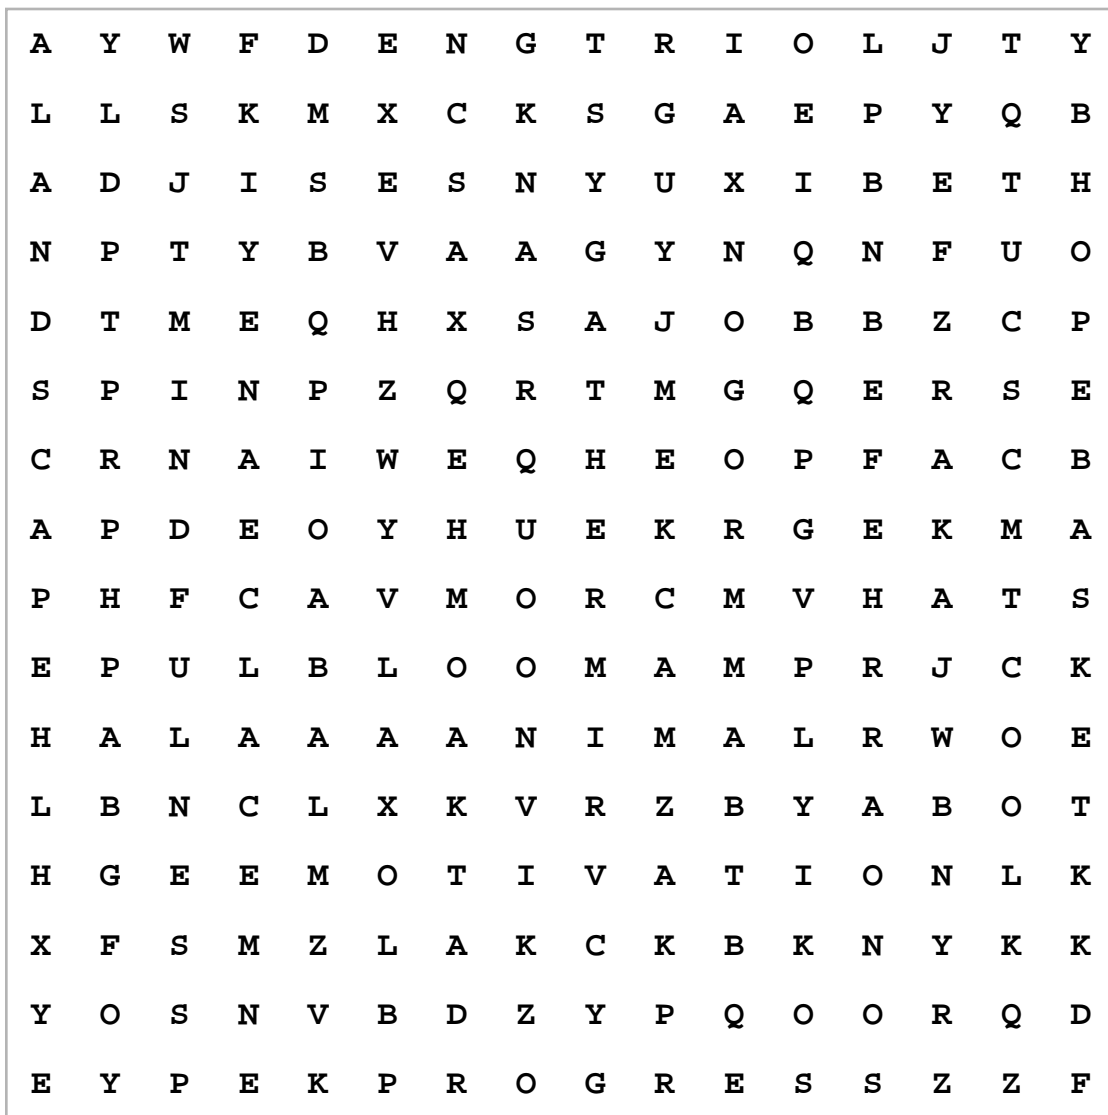 A Y W F D E N G T R I O L J T Y
L L S K M X C K S G A E P Y Q B
A D J I S E S N Y U X I B E T H
N P T Y B V A A G Y N Q N F U O
D T M E Q H X S A J O B B Z C P
S P I N P Z Q R T M G Q E R S E
C R N A I W E Q H E O P F A C B
A P D E O Y H U E K R G E K M A
P H F C A V M O R C M V H A T S
E P U L B L O O M A M P R J C K
H A L A A A A N I M A L R W O E
L B N C L X K V R Z B Y A B O T
H G E E M O T I V A T I O N L K
X F S M Z L A K C K B K N Y K K
Y O S N V B D Z Y P Q O O R Q D
E Y P E K P R O G R E S S Z Z F